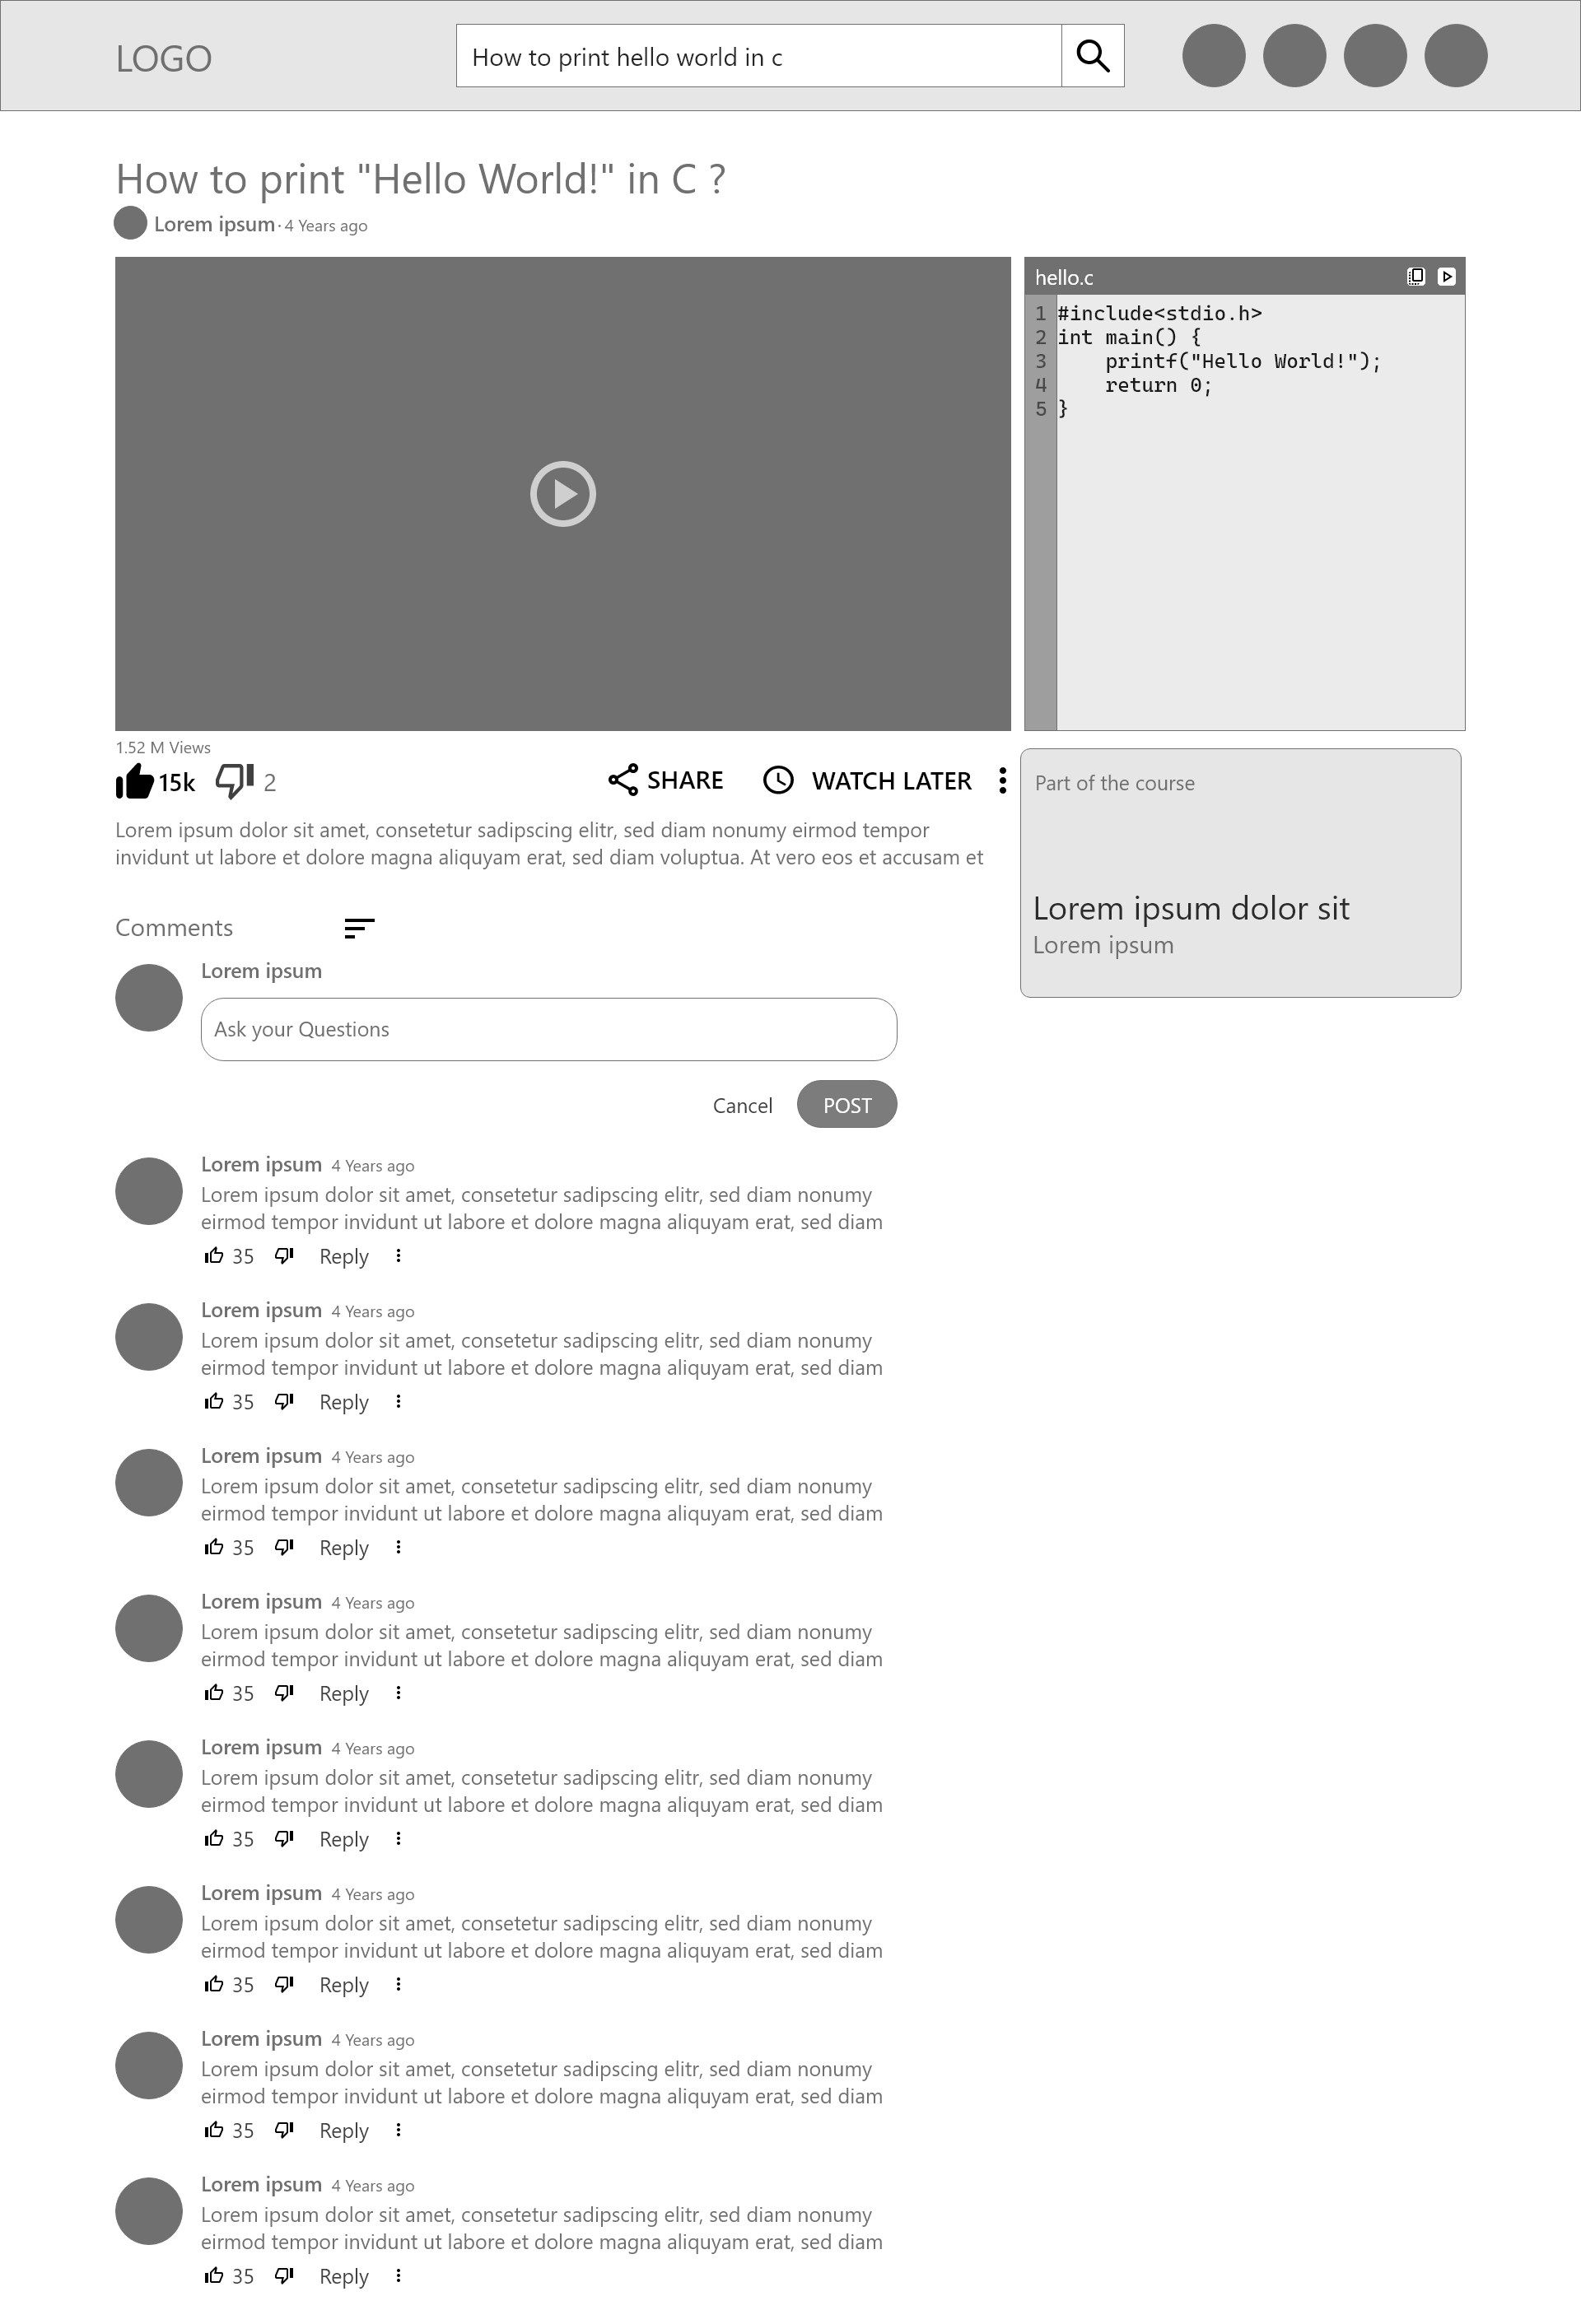 LOGO
How to print hello world in c
How to print "Hello World!" in C ?
Lorem ipsum · 4 Years ago
hello.c
1 #include<stdio.h>
2 int main() {
3     printf("Hello World!");
4     return 0;
5 }
1.52 M Views
15k 2 SHARE WATCH LATER
Lorem ipsum dolor sit amet, consetetur sadipscing elitr, sed diam nonumy eirmod tempor
invidunt ut labore et dolore magna aliquyam erat, sed diam voluptua. At vero eos et accusam et
Part of the course
Lorem ipsum dolor sit
Lorem ipsum
Comments
Lorem ipsum
Ask your Questions
Cancel POST
Lorem ipsum 4 Years ago
Lorem ipsum dolor sit amet, consetetur sadipscing elitr, sed diam nonumy
eirmod tempor invidunt ut labore et dolore magna aliquyam erat, sed diam
35 Reply
Lorem ipsum 4 Years ago
Lorem ipsum dolor sit amet, consetetur sadipscing elitr, sed diam nonumy
eirmod tempor invidunt ut labore et dolore magna aliquyam erat, sed diam
35 Reply
Lorem ipsum 4 Years ago
Lorem ipsum dolor sit amet, consetetur sadipscing elitr, sed diam nonumy
eirmod tempor invidunt ut labore et dolore magna aliquyam erat, sed diam
35 Reply
Lorem ipsum 4 Years ago
Lorem ipsum dolor sit amet, consetetur sadipscing elitr, sed diam nonumy
eirmod tempor invidunt ut labore et dolore magna aliquyam erat, sed diam
35 Reply
Lorem ipsum 4 Years ago
Lorem ipsum dolor sit amet, consetetur sadipscing elitr, sed diam nonumy
eirmod tempor invidunt ut labore et dolore magna aliquyam erat, sed diam
35 Reply
Lorem ipsum 4 Years ago
Lorem ipsum dolor sit amet, consetetur sadipscing elitr, sed diam nonumy
eirmod tempor invidunt ut labore et dolore magna aliquyam erat, sed diam
35 Reply
Lorem ipsum 4 Years ago
Lorem ipsum dolor sit amet, consetetur sadipscing elitr, sed diam nonumy
eirmod tempor invidunt ut labore et dolore magna aliquyam erat, sed diam
35 Reply
Lorem ipsum 4 Years ago
Lorem ipsum dolor sit amet, consetetur sadipscing elitr, sed diam nonumy
eirmod tempor invidunt ut labore et dolore magna aliquyam erat, sed diam
35 Reply